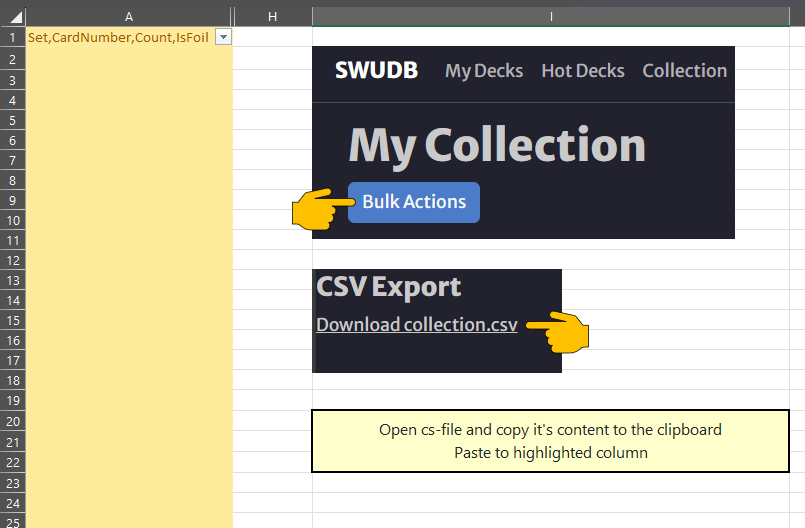 A H I
1 Set,CardNumber,Count,IsFoil
2
3
4
5
6
7
8
9
10
11
12
13
14
15
16
17
18
19
20
21
22
23
24
25
SWUDB My Decks Hot Decks Collection
My Collection
Bulk Actions
CSV Export
Download collection.csv
Open cs-file and copy it's content to the clipboard
Paste to highlighted column